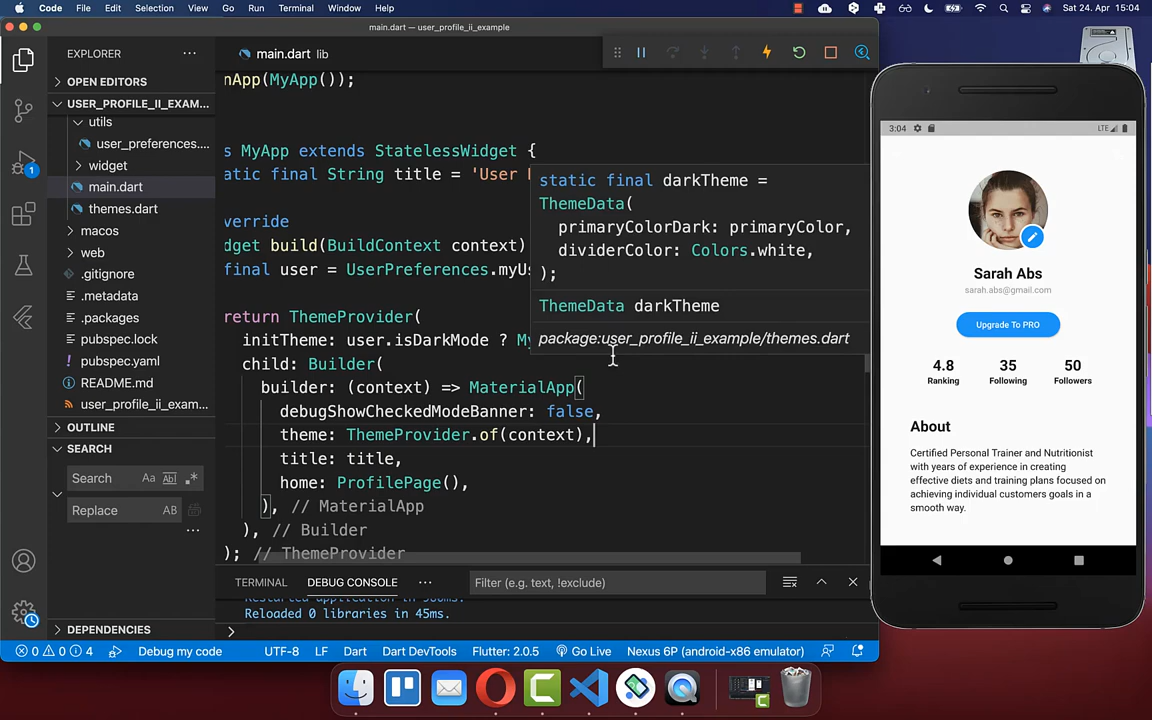 Code File Edit Selection View Go Run Terminal Window Help Sat 24. Apr 15:04
main.dart — user_profile_ii_example
EXPLORER
OPEN EDITORS
USER_PROFILE_II_EXAM...
utils
user_preferences....
widget
main.dart
themes.dart
macos
web
.gitignore
.metadata
.packages
pubspec.lock
pubspec.yaml
README.md
user_profile_ii_exam...
OUTLINE
SEARCH
Search Aa Abl
Replace AB
DEPENDENCIES
1
main.dart lib
nApp(MyApp());
s MyApp extends StatelessWidget {
atic final String title = 'User
verride
dget build(BuildContext context)
final user = UserPreferences.myUs
return ThemeProvider(
initTheme: user.isDarkMode ? My
child: Builder(
builder: (context) => MaterialApp(
debugShowCheckedModeBanner: false,
theme: ThemeProvider.of(context),
title: title,
home: ProfilePage(),
), // MaterialApp
), // Builder
); // ThemeProvider
static final darkTheme =
ThemeData(
primaryColorDark: primaryColor,
dividerColor: Colors.white,
);
ThemeData darkTheme
package:user_profile_ii_example/themes.dart
TERMINAL DEBUG CONSOLE ... Filter (e.g. text, !exclude)
Reloaded 0 libraries in 45ms.
0 0 4 Debug my code UTF-8 LF Dart Dart DevTools Flutter: 2.0.5 Go Live Nexus 6P (android-x86 emulator)
3:04 LTE
Sarah Abs
sarah.abs@gmail.com
Upgrade To PRO
4.8 35 50
Ranking Following Followers
About
Certified Personal Trainer and Nutritionist
with years of experience in creating
effective diets and training plans focused on
achieving individual customers goals in a
smooth way.